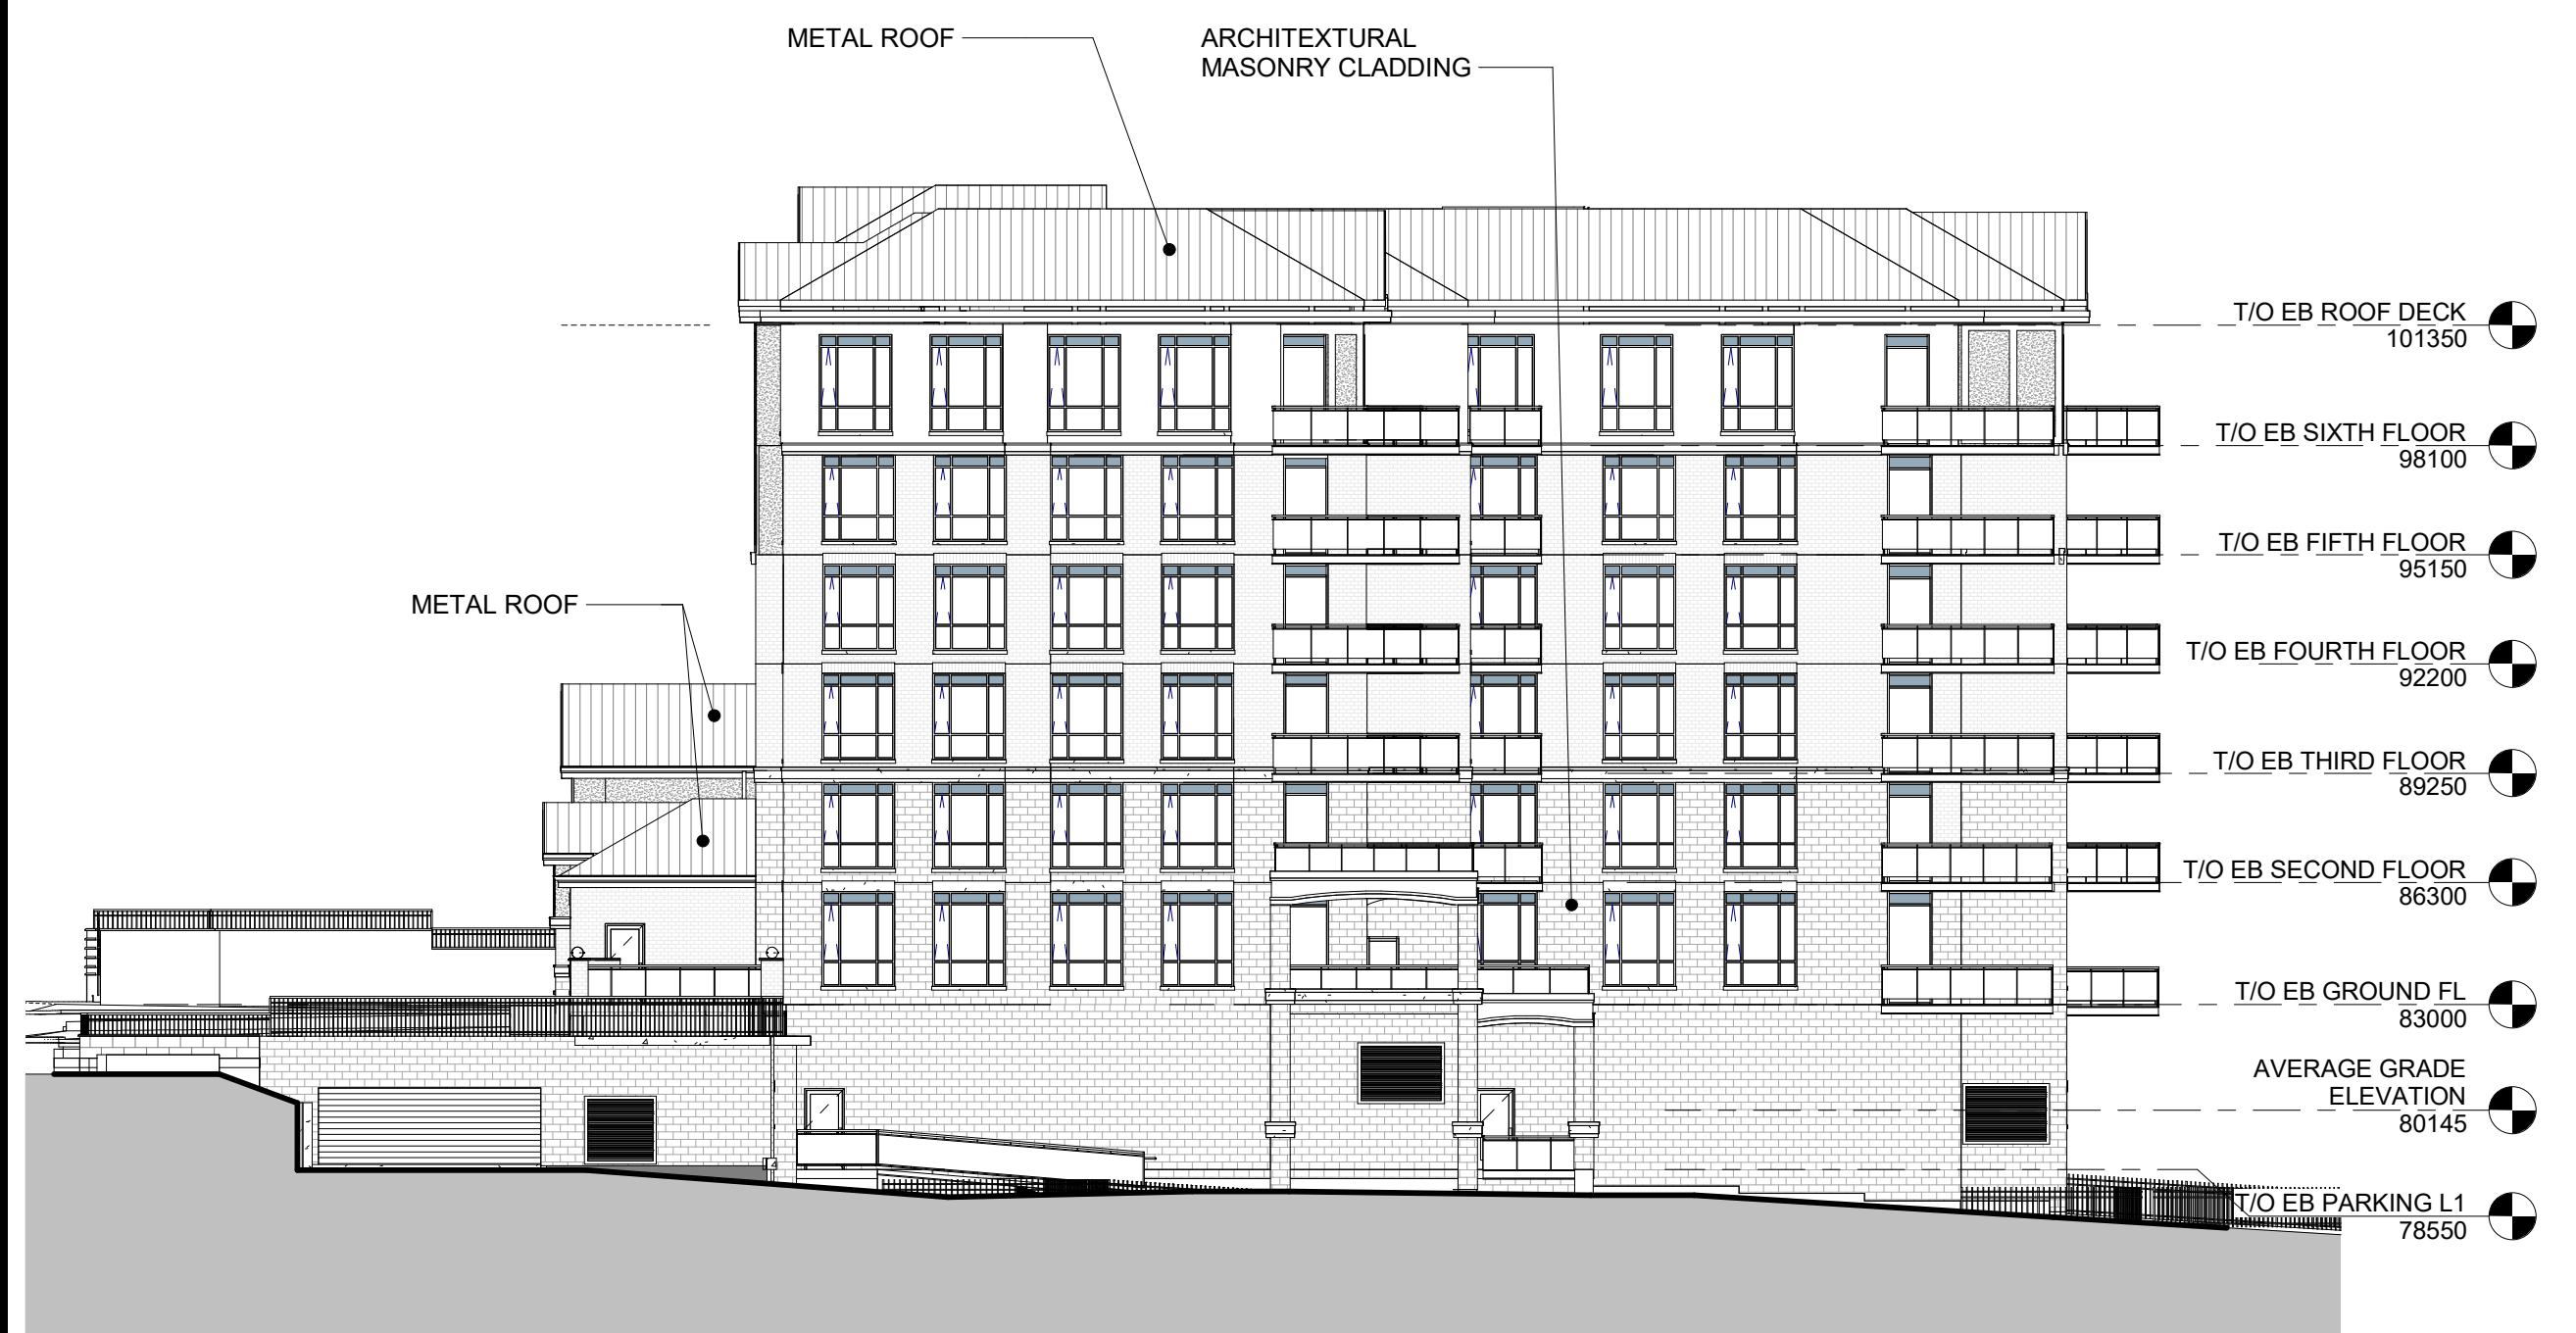 METAL ROOF
ARCHITEXTURAL
MASONRY CLADDING
T/O EB ROOF DECK
101350
T/O EB SIXTH FLOOR
98100
T/O EB FIFTH FLOOR
95150
METAL ROOF
T/O EB FOURTH FLOOR
92200
T/O EB THIRD FLOOR
89250
T/O EB SECOND FLOOR
86300
T/O EB GROUND FL
83000
AVERAGE GRADE
ELEVATION
80145
T/O EB PARKING L1
78550